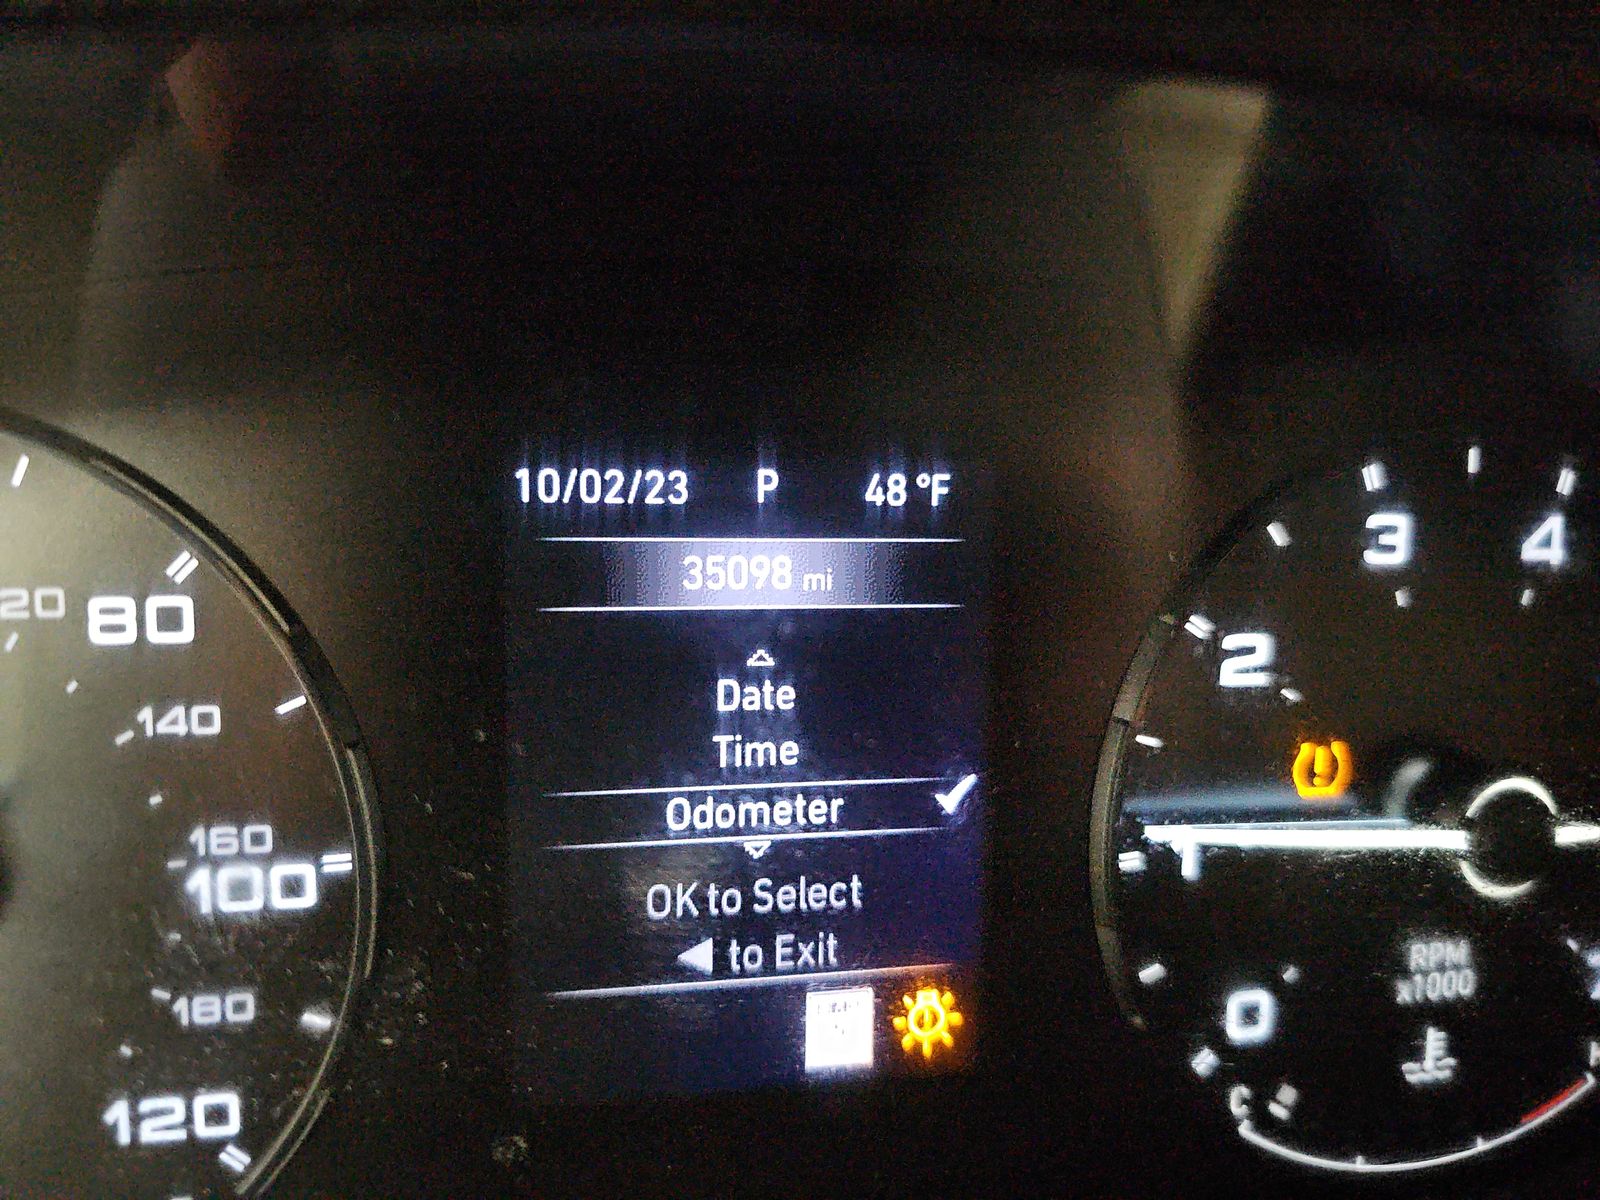 10/02/23 P 48 °F
35098 mi
Date
Time
Odometer
OK to Select
◀ to Exit
20 80
140
160
100
180
120
3 4
2
1
0
RPM
x1000
C